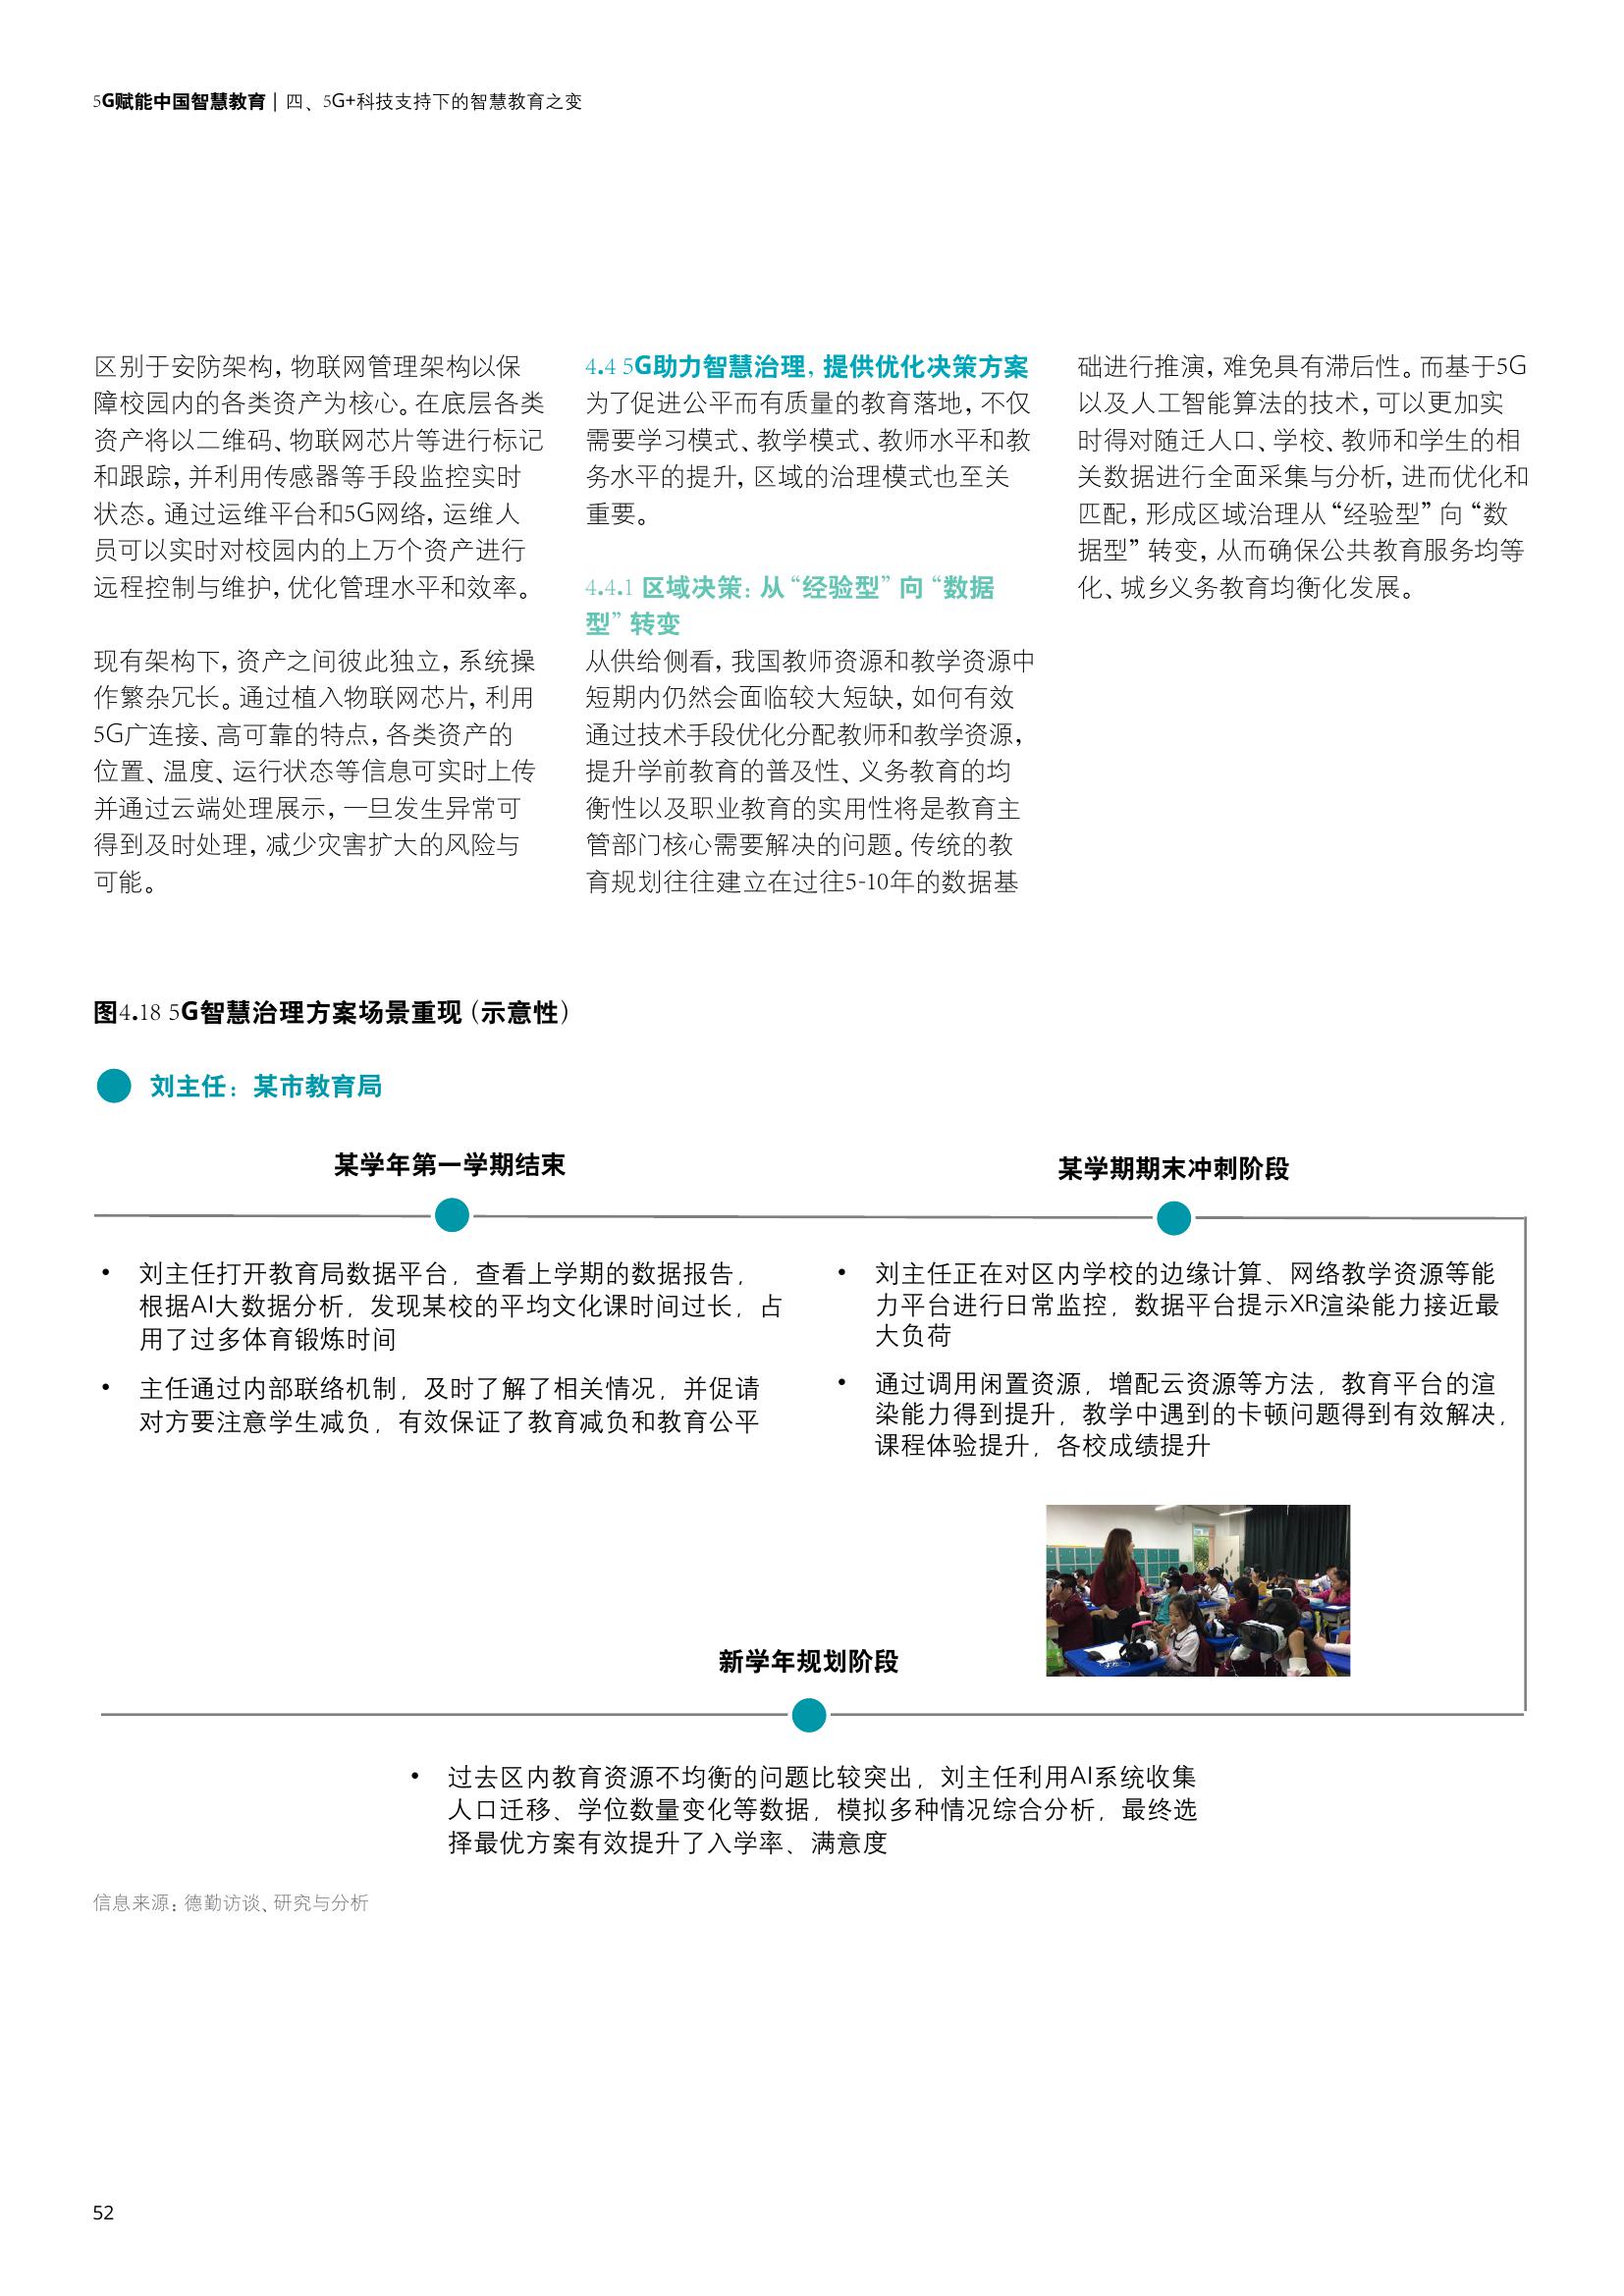 5G赋能中国智慧教育 | 四、5G+科技支持下的智慧教育之变
区别于安防架构，物联网管理架构以保
障校园内的各类资产为核心。在底层各类
资产将以二维码、物联网芯片等进行标记
和跟踪，并利用传感器等手段监控实时
状态。通过运维平台和5G网络，运维人
员可以实时对校园内的上万个资产进行
远程控制与维护，优化管理水平和效率。
现有架构下，资产之间彼此独立，系统操
作繁杂冗长。通过植入物联网芯片，利用
5G广连接、高可靠的特点，各类资产的
位置、温度、运行状态等信息可实时上传
并通过云端处理展示，一旦发生异常可
得到及时处理，减少灾害扩大的风险与
可能。
4.4 5G助力智慧治理，提供优化决策方案
为了促进公平而有质量的教育落地，不仅
需要学习模式、教学模式、教师水平和教
务水平的提升，区域的治理模式也至关
重要。
4.4.1 区域决策：从“经验型”向“数据
型”转变
从供给侧看，我国教师资源和教学资源中
短期内仍然会面临较大短缺，如何有效
通过技术手段优化分配教师和教学资源，
提升学前教育的普及性、义务教育的均
衡性以及职业教育的实用性将是教育主
管部门核心需要解决的问题。传统的教
育规划往往建立在过往5-10年的数据基
础进行推演，难免具有滞后性。而基于5G
以及人工智能算法的技术，可以更加实
时得对随迁人口、学校、教师和学生的相
关数据进行全面采集与分析，进而优化和
匹配，形成区域治理从“经验型”向“数
据型”转变，从而确保公共教育服务均等
化、城乡义务教育均衡化发展。
图4.18 5G智慧治理方案场景重现（示意性）
刘主任：某市教育局
某学年第一学期结束
• 刘主任打开教育局数据平台，查看上学期的数据报告，
根据AI大数据分析，发现某校的平均文化课时间过长，占
用了过多体育锻炼时间
• 主任通过内部联络机制，及时了解了相关情况，并促请
对方要注意学生减负，有效保证了教育减负和教育公平
某学期期末冲刺阶段
• 刘主任正在对区内学校的边缘计算、网络教学资源等能
力平台进行日常监控，数据平台提示XR渲染能力接近最
大负荷
• 通过调用闲置资源，增配云资源等方法，教育平台的渲
染能力得到提升，教学中遇到的卡顿问题得到有效解决，
课程体验提升，各校成绩提升
新学年规划阶段
• 过去区内教育资源不均衡的问题比较突出，刘主任利用AI系统收集
人口迁移、学位数量变化等数据，模拟多种情况综合分析，最终选
择最优方案有效提升了入学率、满意度
信息来源：德勤访谈、研究与分析
52